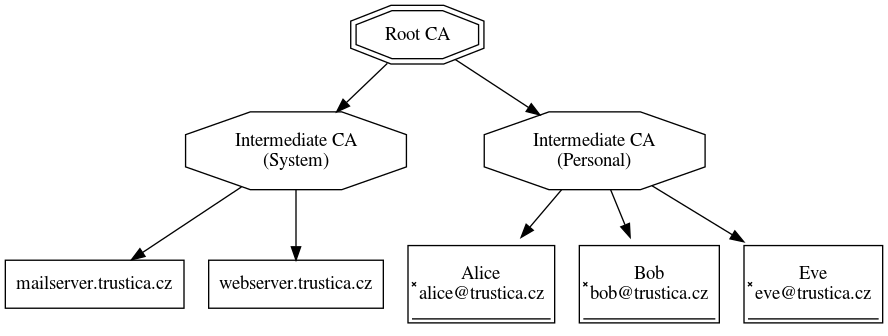 Root CA
Intermediate CA
(System)
Intermediate CA
(Personal)
mailserver.trustica.cz
webserver.trustica.cz
Alice
alice@trustica.cz
Bob
bob@trustica.cz
Eve
eve@trustica.cz